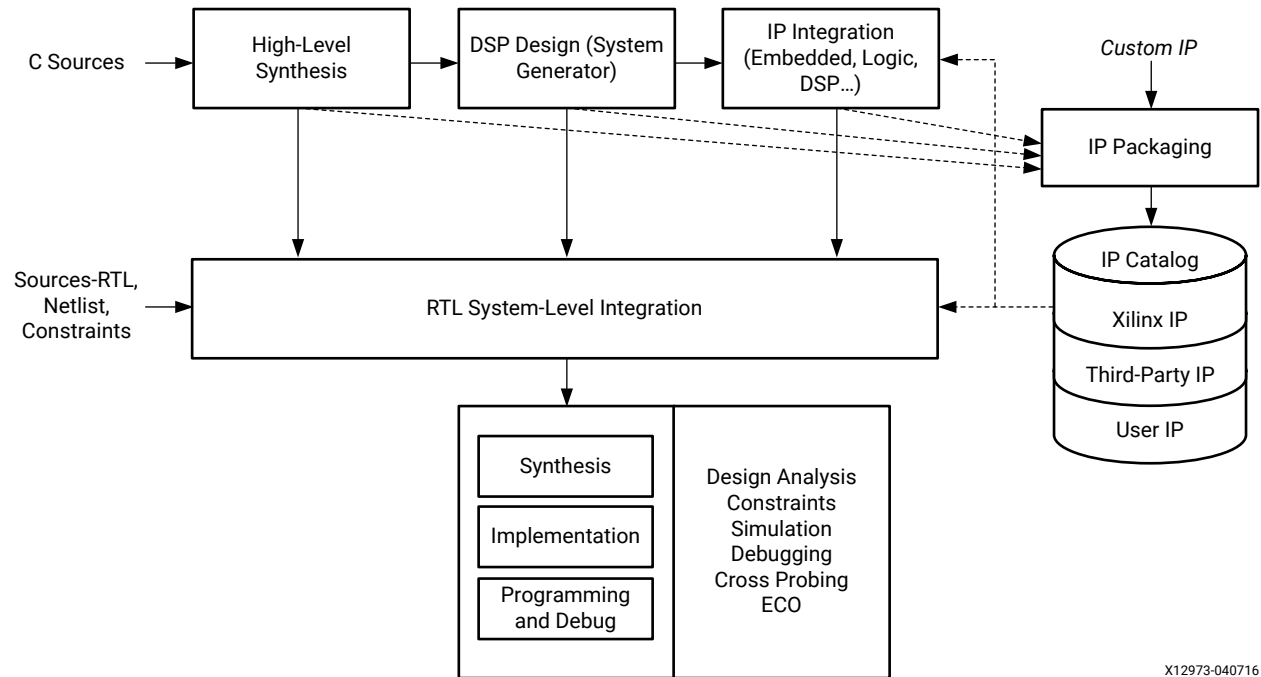 C Sources
High-Level
Synthesis
DSP Design (System
Generator)
IP Integration
(Embedded, Logic,
DSP…)
Custom IP
IP Packaging
Sources-RTL,
Netlist,
Constraints
RTL System-Level Integration
IP Catalog
Xilinx IP
Third-Party IP
User IP
Synthesis
Implementation
Programming
and Debug
Design Analysis
Constraints
Simulation
Debugging
Cross Probing
ECO
X12973-040716